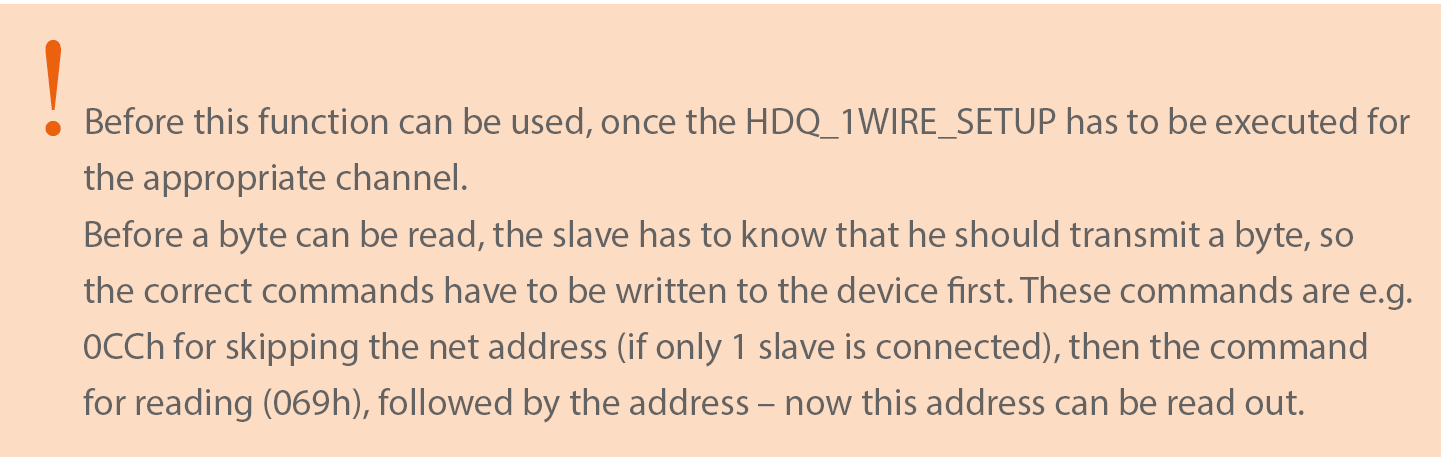 !
Before this function can be used, once the HDQ_1WIRE_SETUP has to be executed for
the appropriate channel.
Before a byte can be read, the slave has to know that he should transmit a byte, so
the correct commands have to be written to the device first. These commands are e.g.
0CCh for skipping the net address (if only 1 slave is connected), then the command
for reading (069h), followed by the address – now this address can be read out.